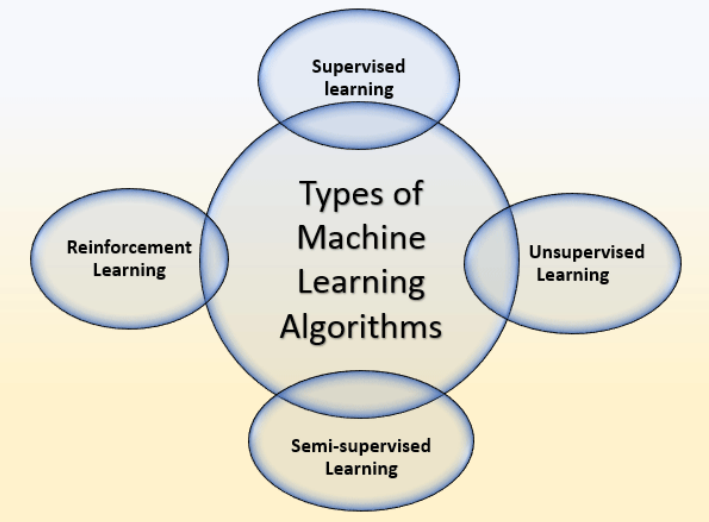 Supervised
learning
Types of
Machine
Learning
Algorithms
Reinforcement
Learning
Unsupervised
Learning
Semi-supervised
Learning